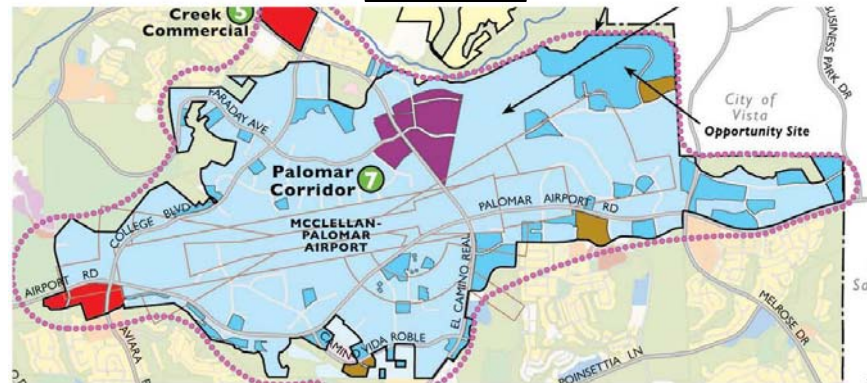 Creek
Commercial
5
BUSINESS PARK DR
FARADAY AVE
City of
Vista
Opportunity Site
Palomar
Corridor
7
COLLEGE BLVD
MCCLELLAN-
PALOMAR
AIRPORT
PALOMAR AIRPORT RD
EL CAMINO REAL
AIRPORT RD
AVIARA
CAMINO VIDA ROBLE
POINSETTIA LN
MELROSE DR